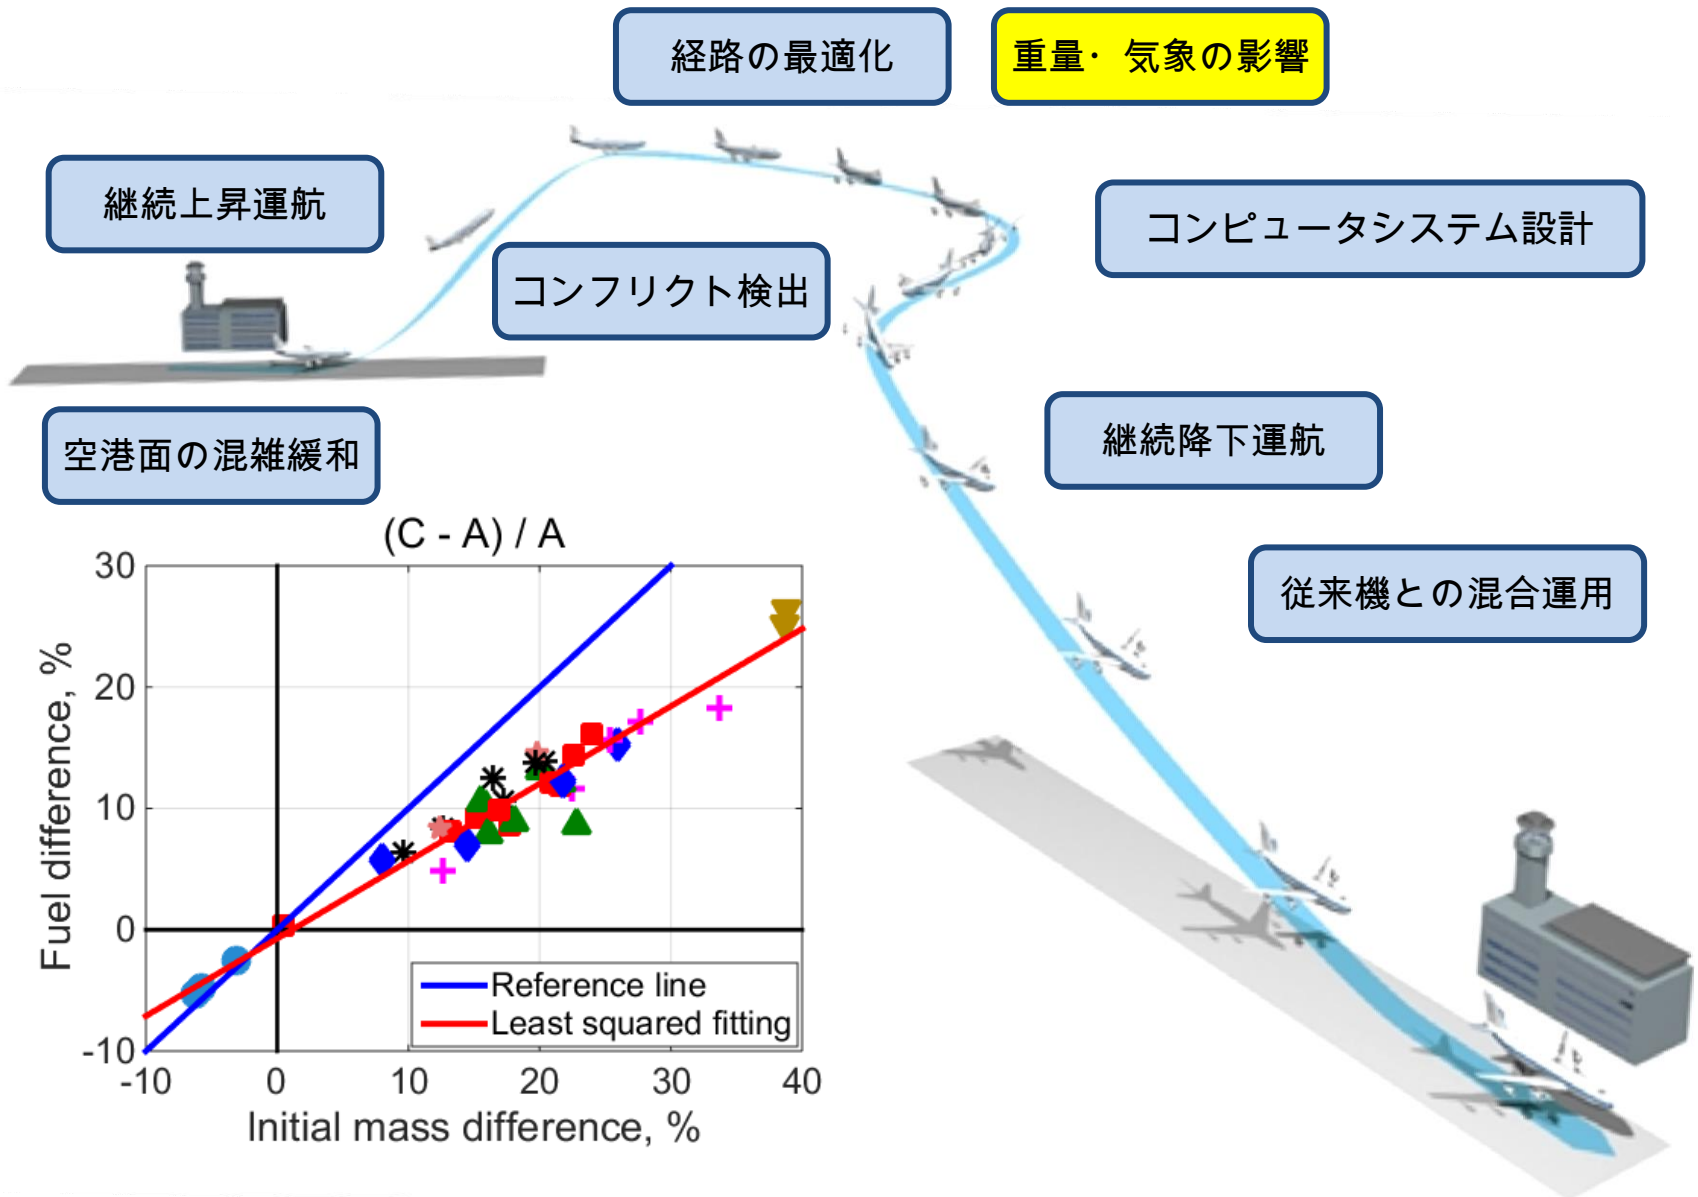 経路の最適化
重量・気象の影響
継続上昇運航
コンピュータシステム設計
コンフリクト検出
継続降下運航
空港面の混雑緩和
従来機との混合運用
(C - A) / A
30
20
10
0
-10
Fuel difference, %
Reference line
Least squared fitting
-10 0 10 20 30 40
Initial mass difference, %